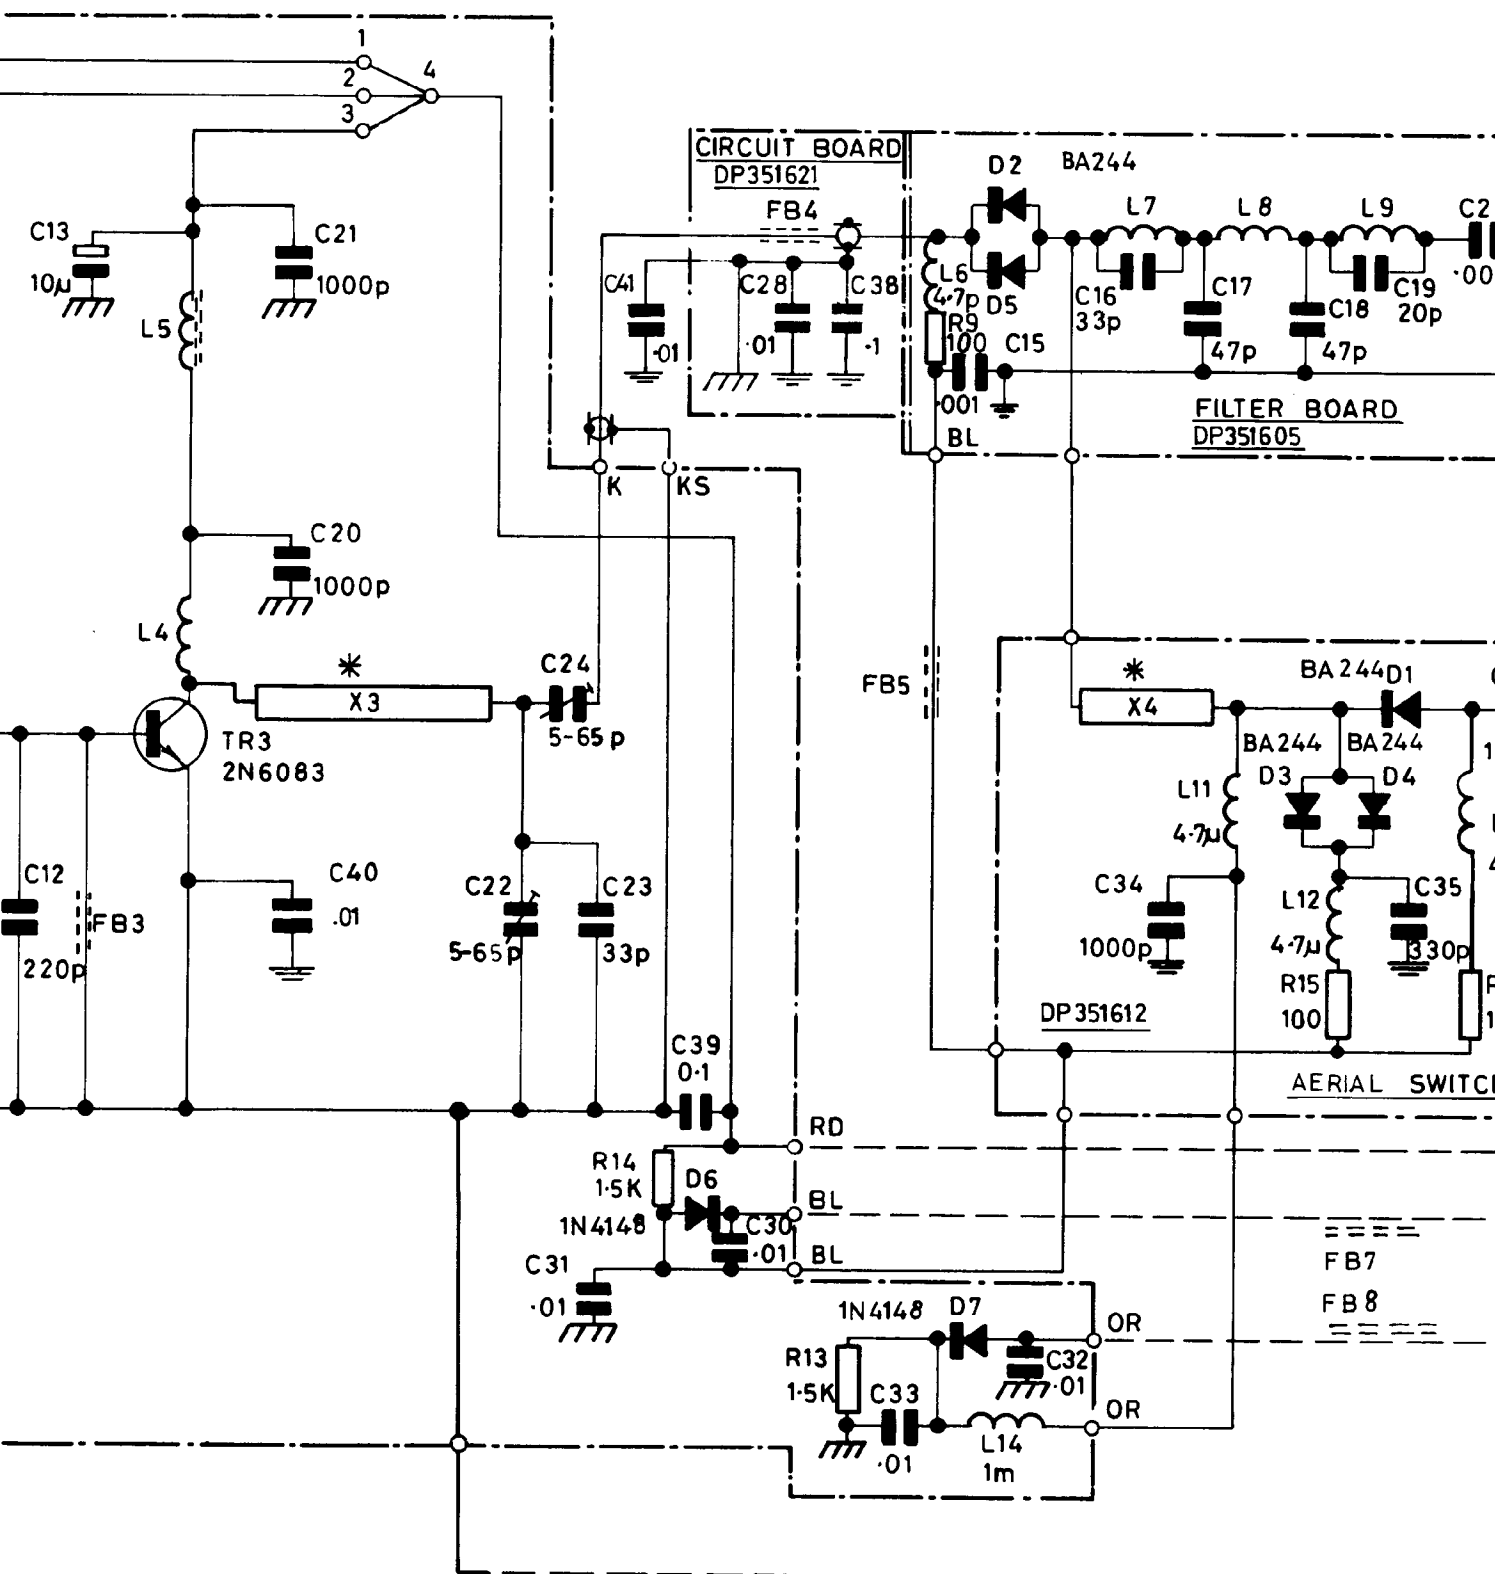 1
2
4
3
CIRCUIT BOARD
DP351621
D2
BA244
FB4
L7
L8
L9
C2
C13
C21
10µ
1000p
C41
C28
C38
L6
4·7p
D5
C16
33p
C17
C18
C19
20p
·00
L5
R9
100
C15
·01
·01
·1
47p
47p
·001
FILTER BOARD
DP351605
BL
K
KS
C20
1000p
L4
*
X3
C24
5-65p
FB5
*
X4
BA244
D1
TR3
2N6083
BA244
BA244
D3
D4
L11
4·7µ
1
C12
C40
.01
FB3
220p
C22
5-65p
C23
33p
C34
1000p
L12
4·7µ
C35
330p
R15
100
R
1
DP351612
C39
0·1
AERIAL SWITC
RD
R14
1·5K
D6
BL
1N4148
C30
·01
C31
·01
BL
FB7
FB8
1N4148
D7
OR
R13
1·5K
C32
·01
C33
·01
OR
L14
1m